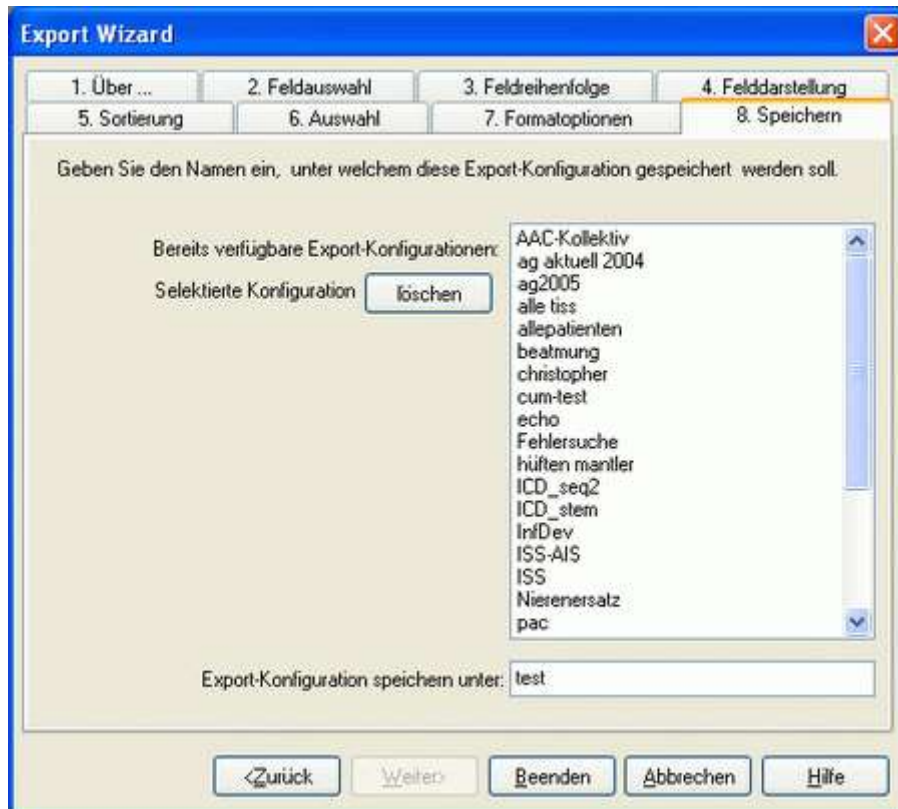 Export Wizard
1. Über ...
2. Feldauswahl
3. Feldreihenfolge
4. Felddarstellung
5. Sortierung
6. Auswahl
7. Formatoptionen
8. Speichern
Geben Sie den Namen ein, unter welchem diese Export-Konfiguration gespeichert werden soll.
Bereits verfügbare Export-Konfigurationen:
Selektierte Konfiguration
löschen
AAC-Kollektiv
ag aktuell 2004
ag2005
alle tiss
allepatienten
beatmung
christopher
cum-test
echo
Fehlersuche
hüften mantler
ICD_seq2
ICD_stem
InfDev
ISS-AIS
ISS
Nierenersatz
pac
Export-Konfiguration speichern unter:
test
<Zurück
Weiter>
Beenden
Abbrechen
Hilfe